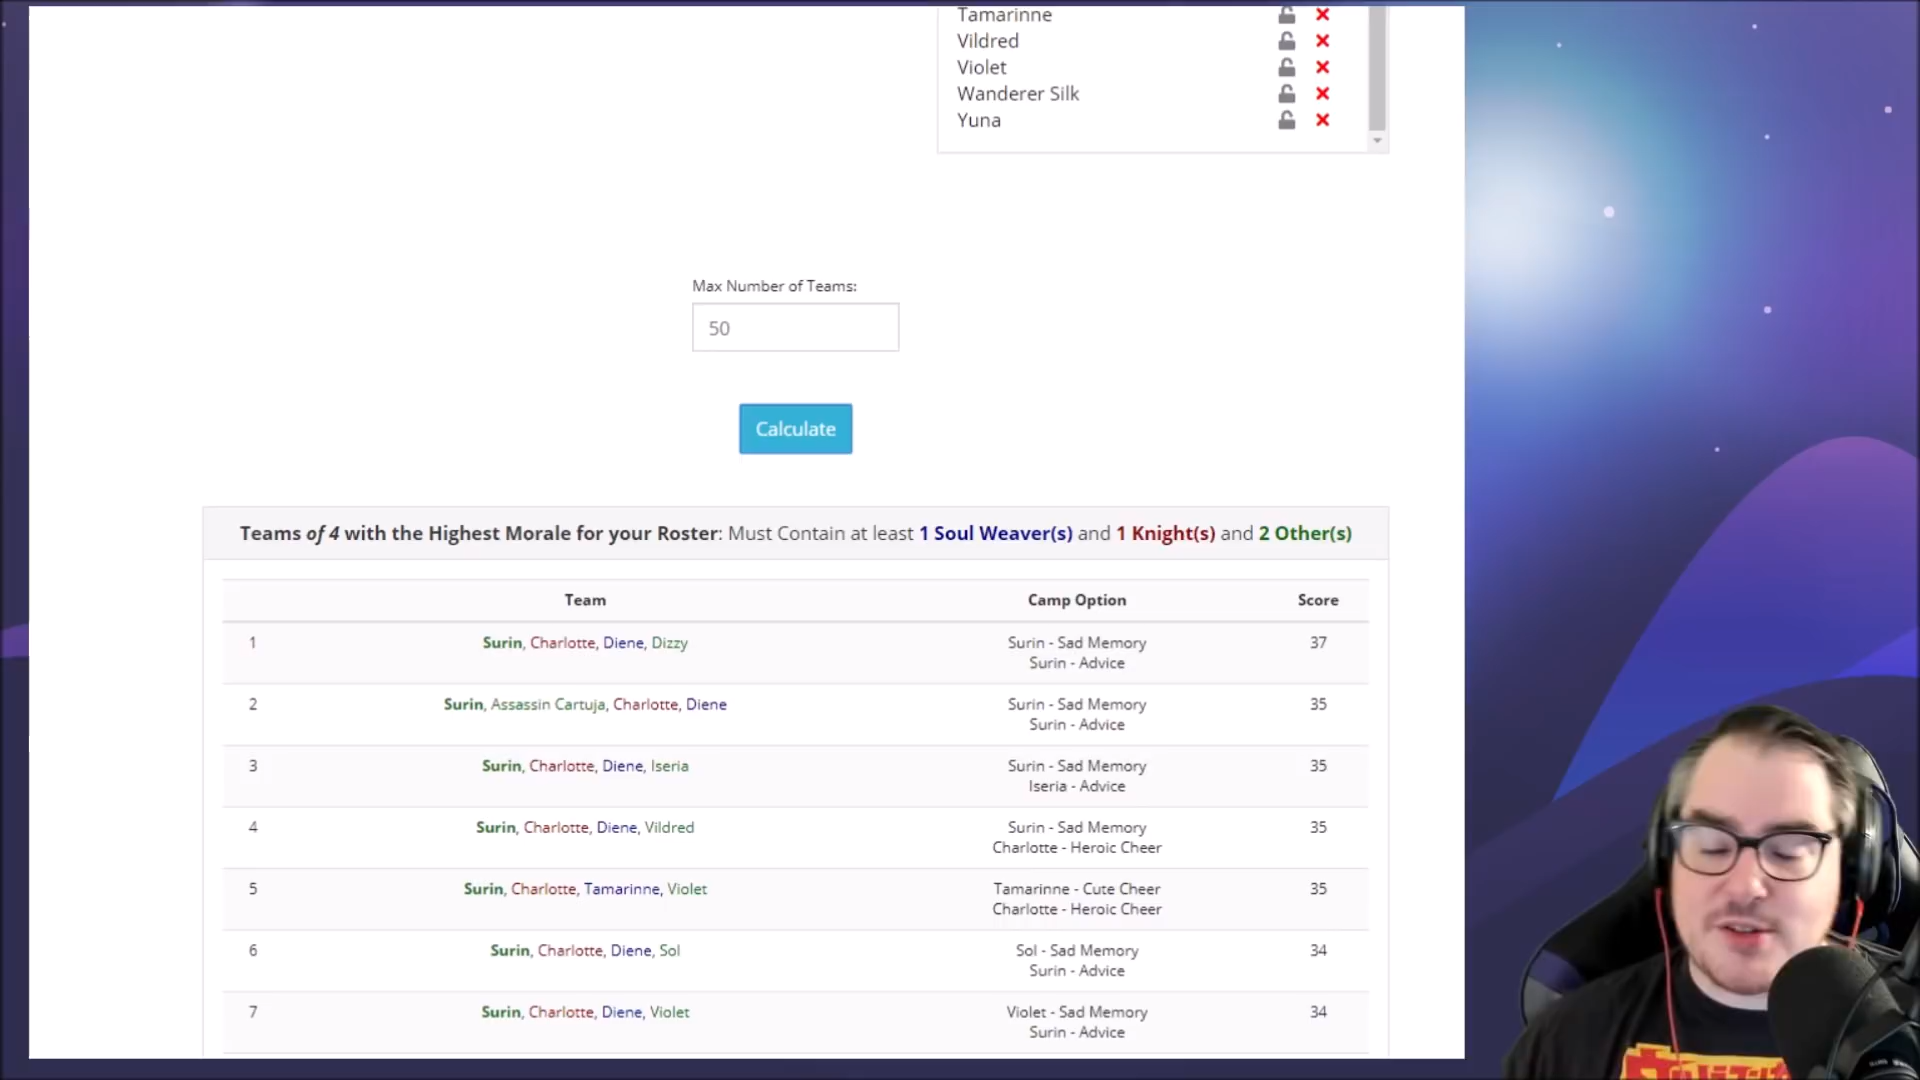 Tamarinne
Vildred
Violet
Wanderer Silk
Yuna
Max Number of Teams:
50
Calculate
Teams of 4 with the Highest Morale for your Roster: Must Contain at least 1 Soul Weaver(s) and 1 Knight(s) and 2 Other(s)
Team Camp Option Score
1 Surin, Charlotte, Diene, Dizzy Surin - Sad Memory 37
Surin - Advice
2 Surin, Assassin Cartuja, Charlotte, Diene Surin - Sad Memory 35
Surin - Advice
3 Surin, Charlotte, Diene, Iseria Surin - Sad Memory 35
Iseria - Advice
4 Surin, Charlotte, Diene, Vildred Surin - Sad Memory 35
Charlotte - Heroic Cheer
5 Surin, Charlotte, Tamarinne, Violet Tamarinne - Cute Cheer 35
Charlotte - Heroic Cheer
6 Surin, Charlotte, Diene, Sol Sol - Sad Memory 34
Surin - Advice
7 Surin, Charlotte, Diene, Violet Violet - Sad Memory 34
Surin - Advice